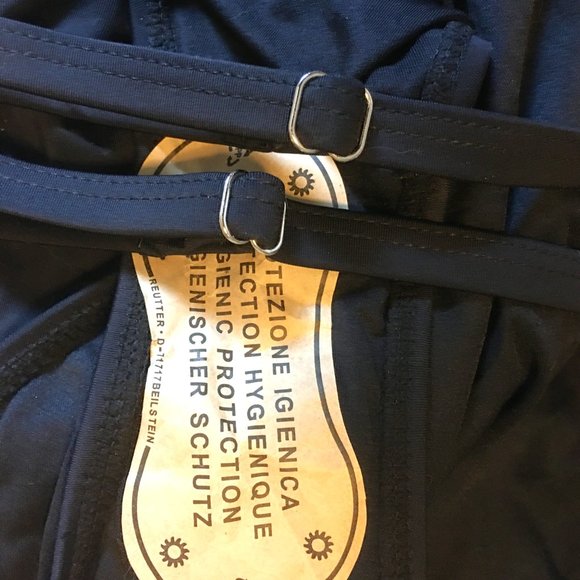 TEZIONE IGIENICA
TECTION HYGIENIQUE
GIENIC PROTECTION
GIENISCHER SCHUTZ
REUTTER · D-71717 BEILSTEIN